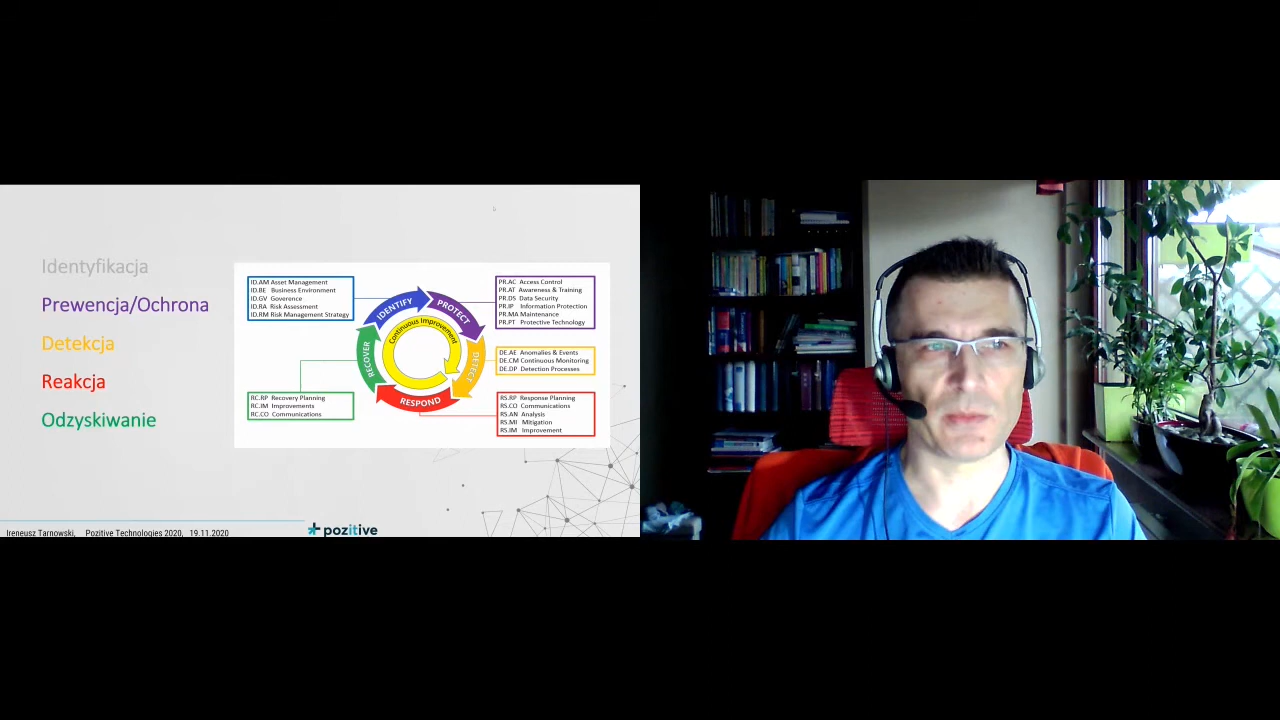 Identyfikacja
Prewencja/Ochrona
Detekcja
Reakcja
Odzyskiwanie
ID.AM Asset Management
ID.BE Business Environment
ID.GV Goverence
ID.RA Risk Assessment
ID.RM Risk Management Strategy
PR.AC Access Control
PR.AT Awareness & Training
PR.DS Data Security
PR.IP Information Protection
PR.MA Maintenance
PR.PT Protective Technology
IDENTIFY
PROTECT
DETECT
RESPOND
RECOVER
Continuous Improvement
DE.AE Anomalies & Events
DE.CM Continuous Monitoring
DE.DP Detection Processes
RC.RP Recovery Planning
RC.IM Improvements
RC.CO Communications
RS.RP Response Planning
RS.CO Communications
RS.AN Analysis
RS.MI Mitigation
RS.IM Improvement
Ireneusz Tarnowski, Pozitive Technologies 2020, 19.11.2020
pozitive